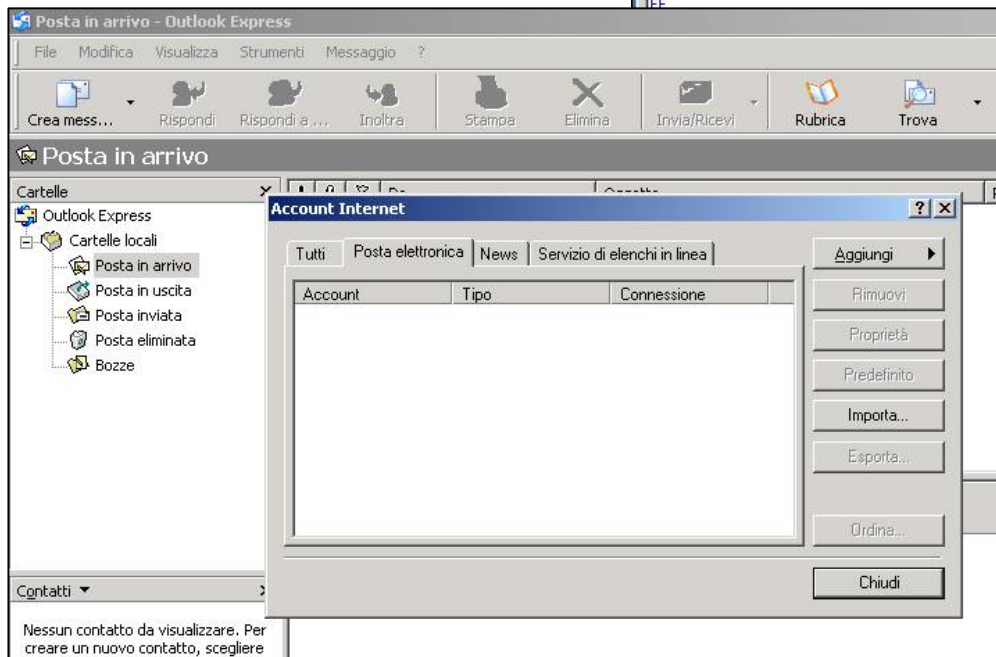 FF
Posta in arrivo - Outlook Express
File Modifica Visualizza Strumenti Messaggio ?
Crea mess... Rispondi Rispondi a ... Inoltra Stampa Elimina Invia/Ricevi Rubrica Trova
Posta in arrivo
Cartelle
Outlook Express
Cartelle locali
Posta in arrivo
Posta in uscita
Posta inviata
Posta eliminata
Bozze
Account Internet
Tutti Posta elettronica News Servizio di elenchi in linea
Account Tipo Connessione
Aggiungi
Rimuovi
Proprietà
Predefinito
Importa...
Esporta...
Ordina...
Chiudi
Contatti
Nessun contatto da visualizzare. Per
creare un nuovo contatto, scegliere